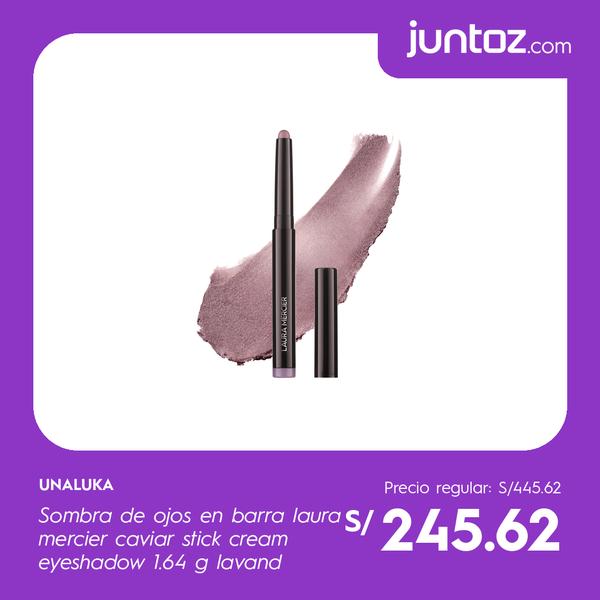 juntoz.com
LAURA MERCIER
UNALUKA
Sombra de ojos en barra laura
mercier caviar stick cream
eyeshadow 1.64 g lavand
Precio regular: S/445.62
S/ 245.62